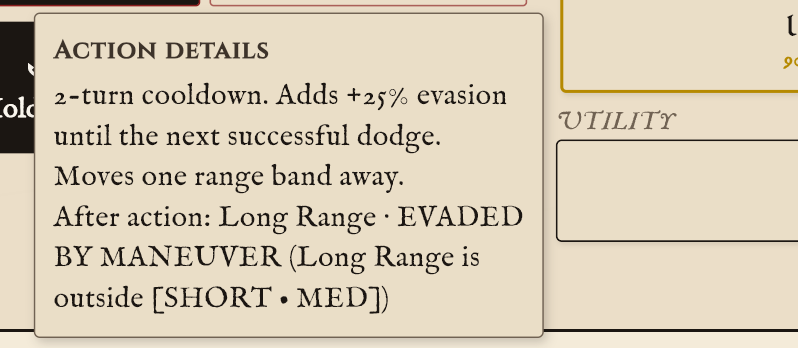 ACTION DETAILS
2-turn cooldown. Adds +25% evasion
until the next successful dodge.
Moves one range band away.
After action: Long Range · EVADED
BY MANEUVER (Long Range is
outside [SHORT • MED])
UTILITY